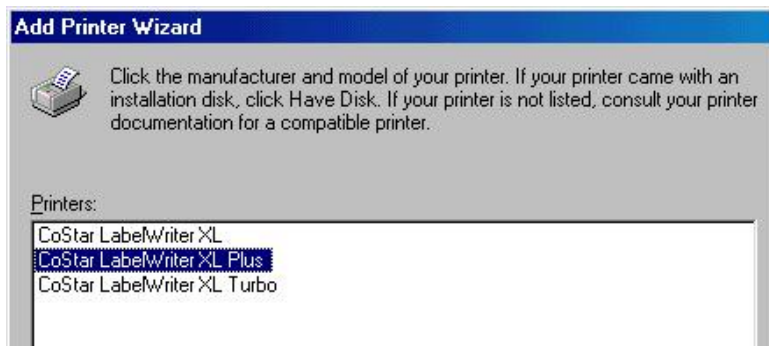 Add Printer Wizard
Click the manufacturer and model of your printer. If your printer came with an
installation disk, click Have Disk. If your printer is not listed, consult your printer
documentation for a compatible printer.
Printers:
CoStar LabelWriter XL
CoStar LabelWriter XL Plus
CoStar LabelWriter XL Turbo